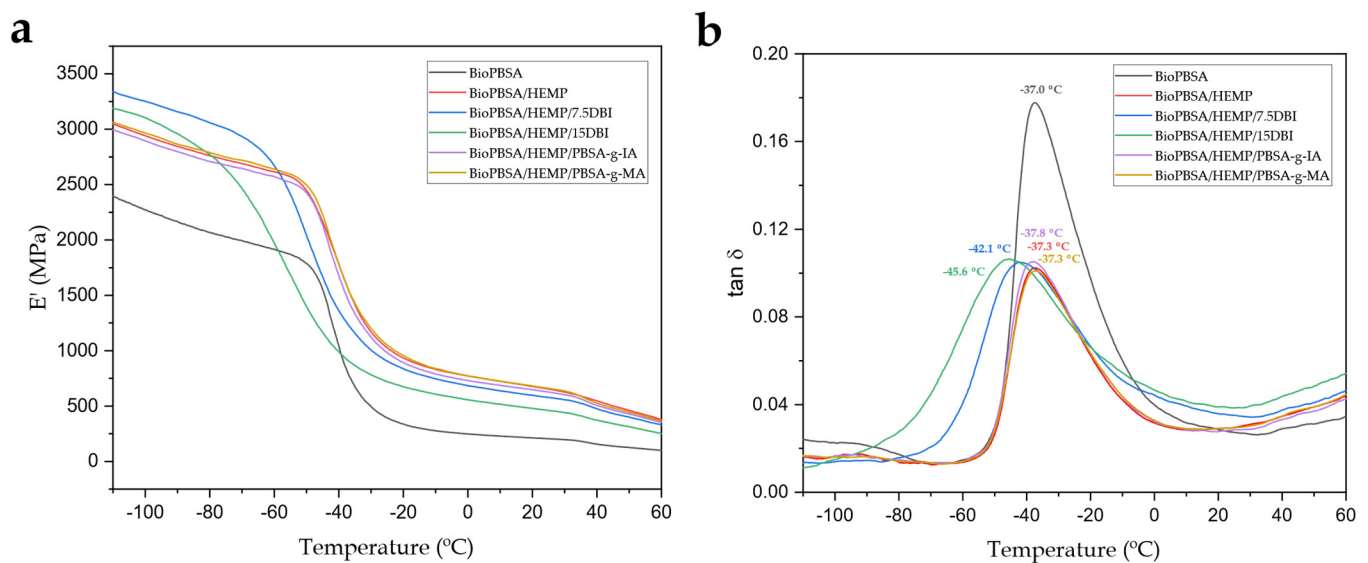 a
3500
3000
2500
2000
1500
1000
500
0
E' (MPa)
-100 -80 -60 -40 -20 0 20 40 60
Temperature (ºC)
BioPBSA
BioPBSA/HEMP
BioPBSA/HEMP/7.5DBI
BioPBSA/HEMP/15DBI
BioPBSA/HEMP/PBSA-g-IA
BioPBSA/HEMP/PBSA-g-MA
b
0.20
0.16
0.12
0.08
0.04
0.00
tan δ
-100 -80 -60 -40 -20 0 20 40 60
Temperature (ºC)
BioPBSA
BioPBSA/HEMP
BioPBSA/HEMP/7.5DBI
BioPBSA/HEMP/15DBI
BioPBSA/HEMP/PBSA-g-IA
BioPBSA/HEMP/PBSA-g-MA
-37.0 ºC
-37.8 ºC
-42.1 ºC
-37.3 ºC
-37.3 ºC
-45.6 ºC